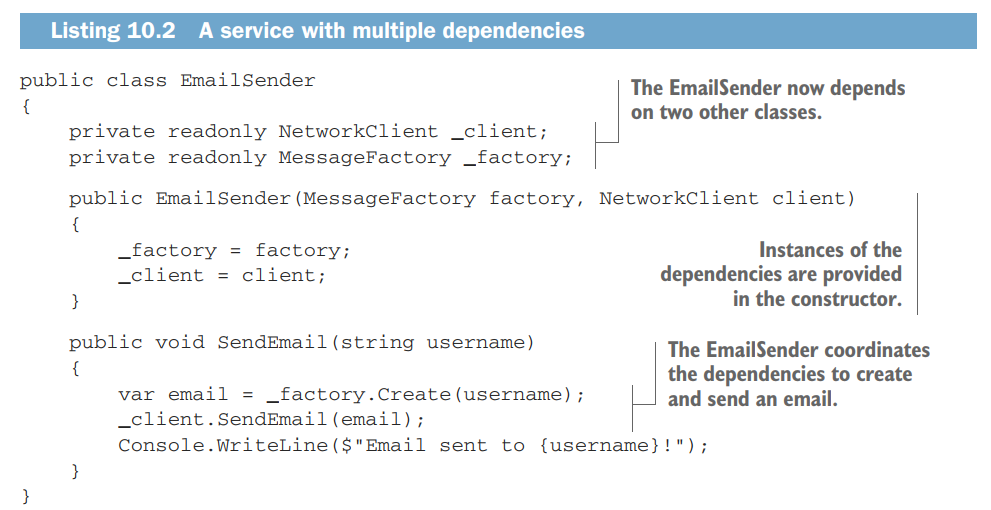 Listing 10.2 A service with multiple dependencies
public class EmailSender
{
private readonly NetworkClient _client;
private readonly MessageFactory _factory;
The EmailSender now depends
on two other classes.
public EmailSender(MessageFactory factory, NetworkClient client)
{
_factory = factory;
_client = client;
}
Instances of the
dependencies are provided
in the constructor.
public void SendEmail(string username)
{
var email = _factory.Create(username);
_client.SendEmail(email);
Console.WriteLine($"Email sent to {username}!");
}
}
The EmailSender coordinates
the dependencies to create
and send an email.